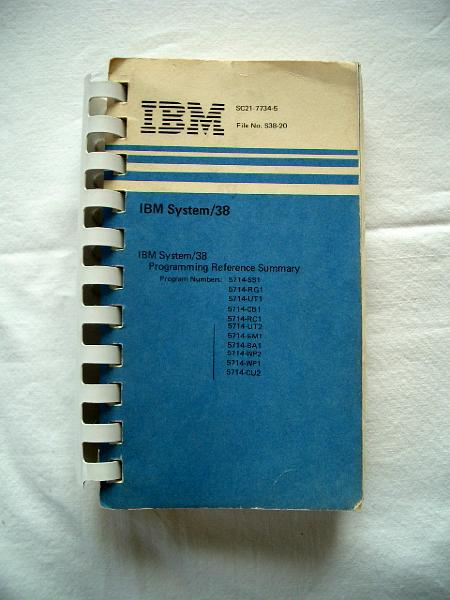 IBM
SC21-7734-5
File No. S38-20
IBM System/38
IBM System/38
Programming Reference Summary
Program Numbers: 5714-SS1
5714-RG1
5714-UT1
5714-CB1
5714-RC1
5714-UT2
5714-EM1
5714-BA1
5714-WP2
5714-WP1
5714-CU2